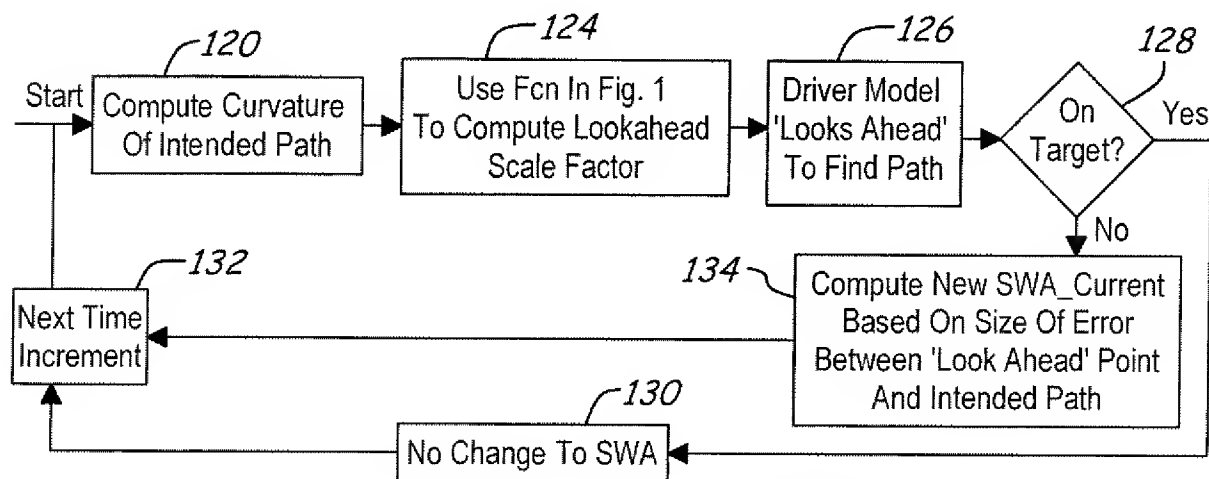 Start
120
Compute Curvature
Of Intended Path
124
Use Fcn In Fig. 1
To Compute Lookahead
Scale Factor
126
Driver Model
'Looks Ahead'
To Find Path
128
On
Target?
Yes
No
134
Compute New SWA_Current
Based On Size Of Error
Between 'Look Ahead' Point
And Intended Path
132
Next Time
Increment
130
No Change To SWA